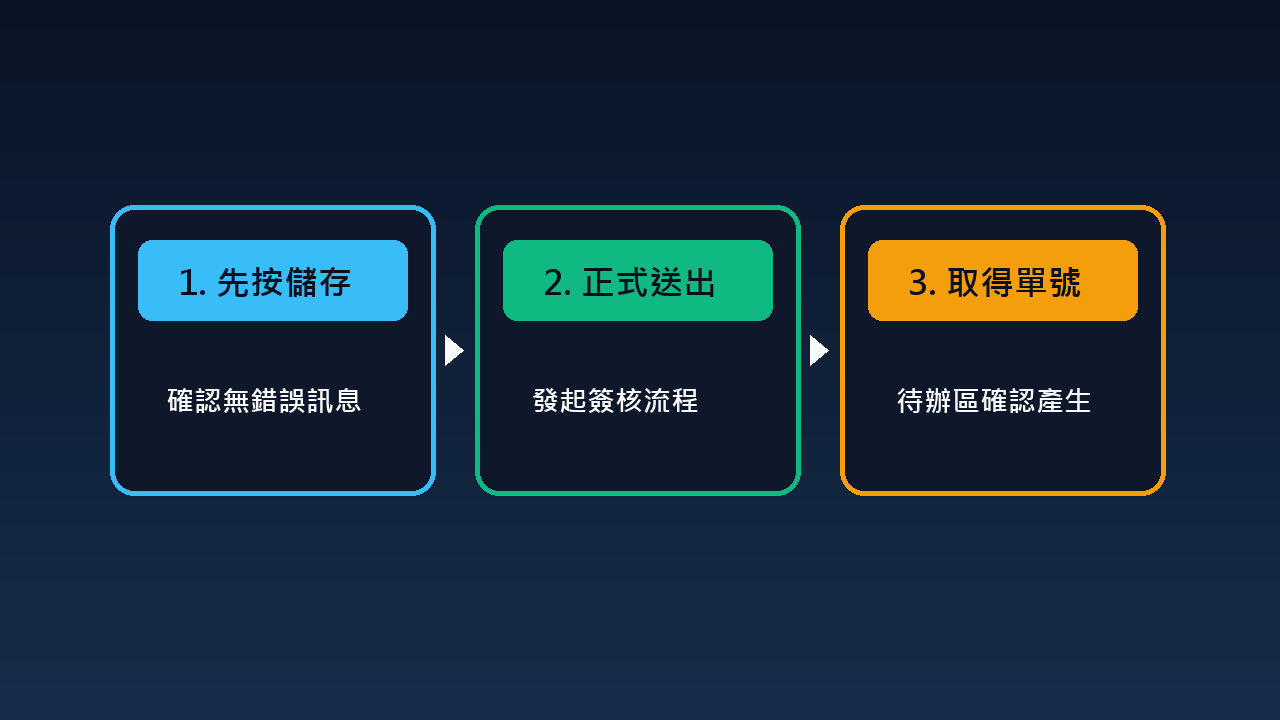 1. 先按儲存
確認無錯誤訊息
2. 正式送出
發起簽核流程
3. 取得單號
待辦區確認產生